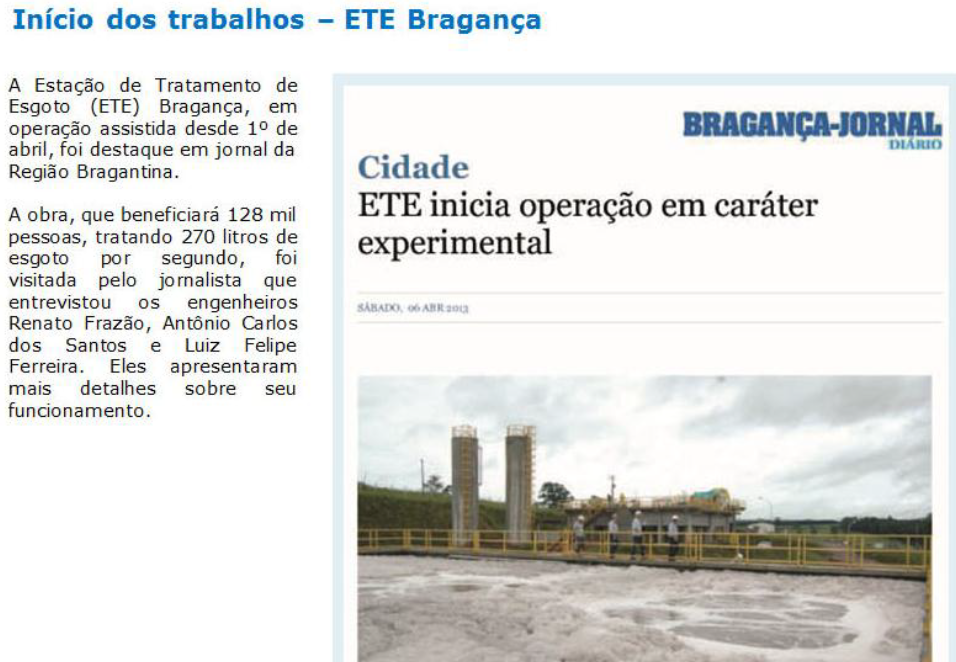 Início dos trabalhos – ETE Bragança
A Estação de Tratamento de
Esgoto (ETE) Bragança, em
operação assistida desde 1º de
abril, foi destaque em jornal da
Região Bragantina.
A obra, que beneficiará 128 mil
pessoas, tratando 270 litros de
esgoto por segundo, foi
visitada pelo jornalista que
entrevistou os engenheiros
Renato Frazão, Antônio Carlos
dos Santos e Luiz Felipe
Ferreira. Eles apresentaram
mais detalhes sobre seu
funcionamento.
BRAGANÇA-JORNAL
DIÁRIO
Cidade
ETE inicia operação em caráter
experimental
SÁBADO, 06 ABR 2013